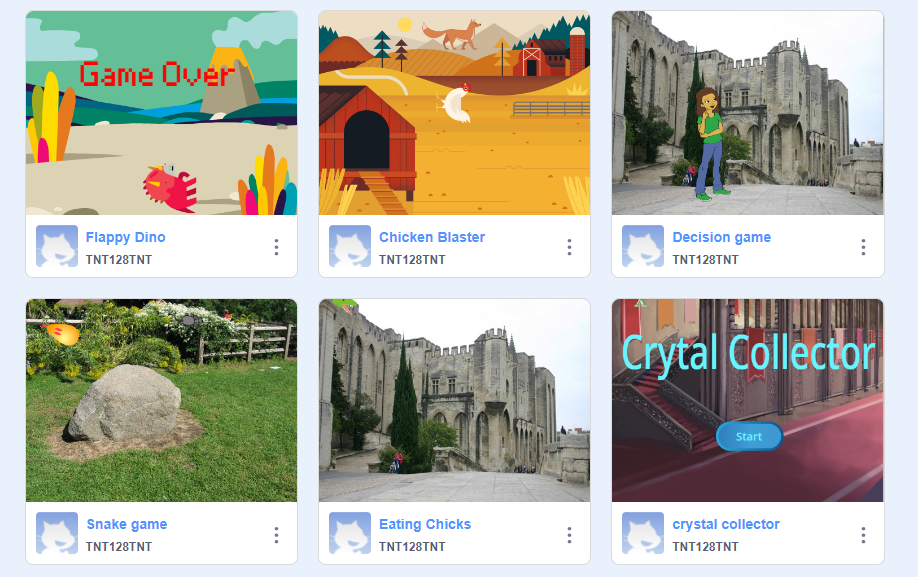 Game Over
Flappy Dino
TNT128TNT
Chicken Blaster
TNT128TNT
Decision game
TNT128TNT
Snake game
TNT128TNT
Eating Chicks
TNT128TNT
Crytal Collector
Start
crystal collector
TNT128TNT